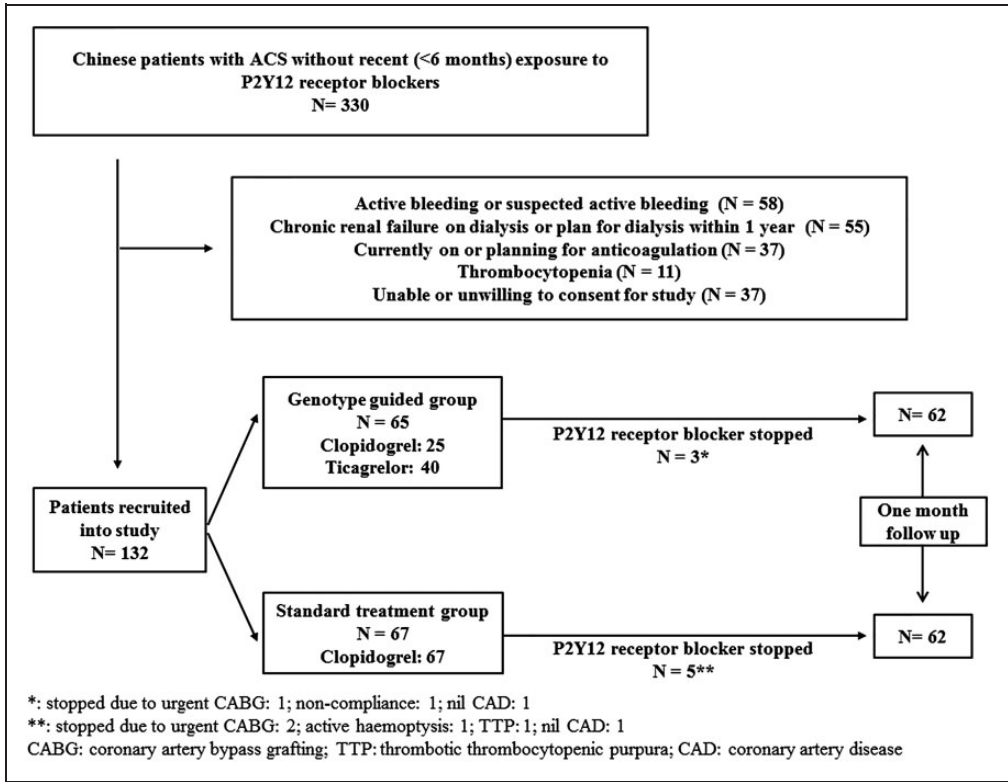 Chinese patients with ACS without recent (<6 months) exposure to
P2Y12 receptor blockers
N= 330
Active bleeding or suspected active bleeding (N = 58)
Chronic renal failure on dialysis or plan for dialysis within 1 year (N = 55)
Currently on or planning for anticoagulation (N = 37)
Thrombocytopenia (N = 11)
Unable or unwilling to consent for study (N = 37)
Genotype guided group
N = 65
Clopidogrel: 25
Ticagrelor: 40
P2Y12 receptor blocker stopped
N = 3*
N= 62
Patients recruited
into study
N= 132
One month
follow up
Standard treatment group
N = 67
Clopidogrel: 67
P2Y12 receptor blocker stopped
N = 5**
N= 62
*: stopped due to urgent CABG: 1; non-compliance: 1; nil CAD: 1
**: stopped due to urgent CABG: 2; active haemoptysis: 1; TTP: 1; nil CAD: 1
CABG: coronary artery bypass grafting; TTP: thrombotic thrombocytopenic purpura; CAD: coronary artery disease